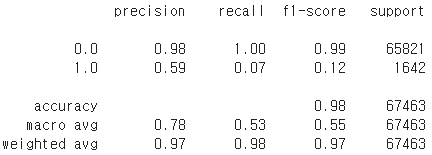 precision recall f1-score support
0.0 0.98 1.00 0.99 65821
1.0 0.59 0.07 0.12 1642
accuracy 0.98 67463
macro avg 0.78 0.53 0.55 67463
weighted avg 0.97 0.98 0.97 67463